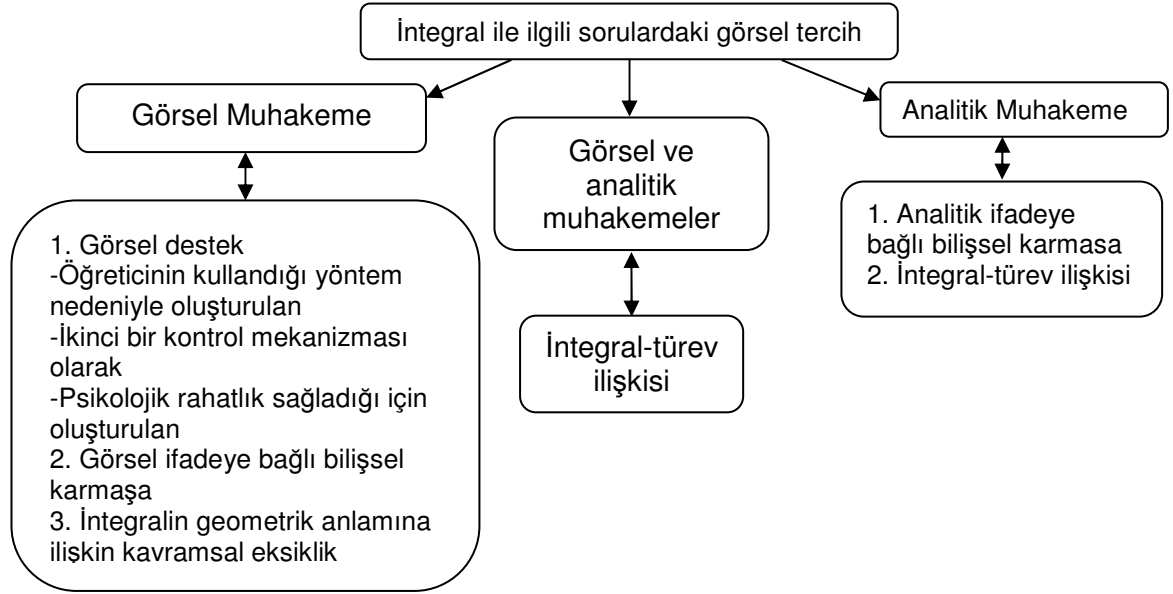 İntegral ile ilgili sorulardaki görsel tercih
Görsel Muhakeme
1. Görsel destek
-Öğreticinin kullandığı yöntem
nedeniyle oluşturulan
-İkinci bir kontrol mekanizması
olarak
-Psikolojik rahatlık sağladığı için
oluşturulan
2. Görsel ifadeye bağlı bilişsel
karmaşa
3. İntegralin geometrik anlamına
ilişkin kavramsal eksiklik
Görsel ve
analitik
muhakemeler
İntegral-türev
ilişkisi
Analitik Muhakeme
1. Analitik ifadeye
bağlı bilişsel karmasa
2. İntegral-türev ilişkisi